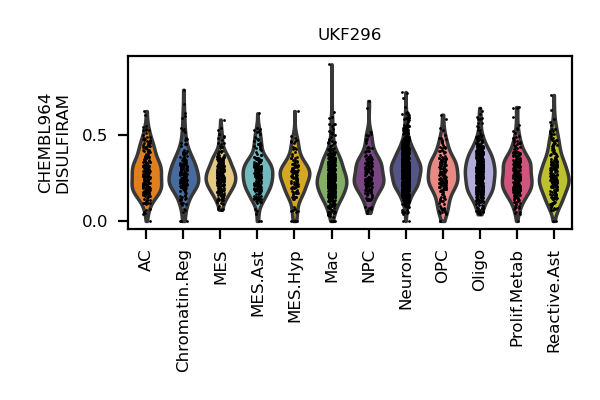 UKF296
CHEMBL964
DISULFIRAM
0.5
0.0
AC
Chromatin.Reg
MES
MES.Ast
MES.Hyp
Mac
NPC
Neuron
OPC
Oligo
Prolif.Metab
Reactive.Ast